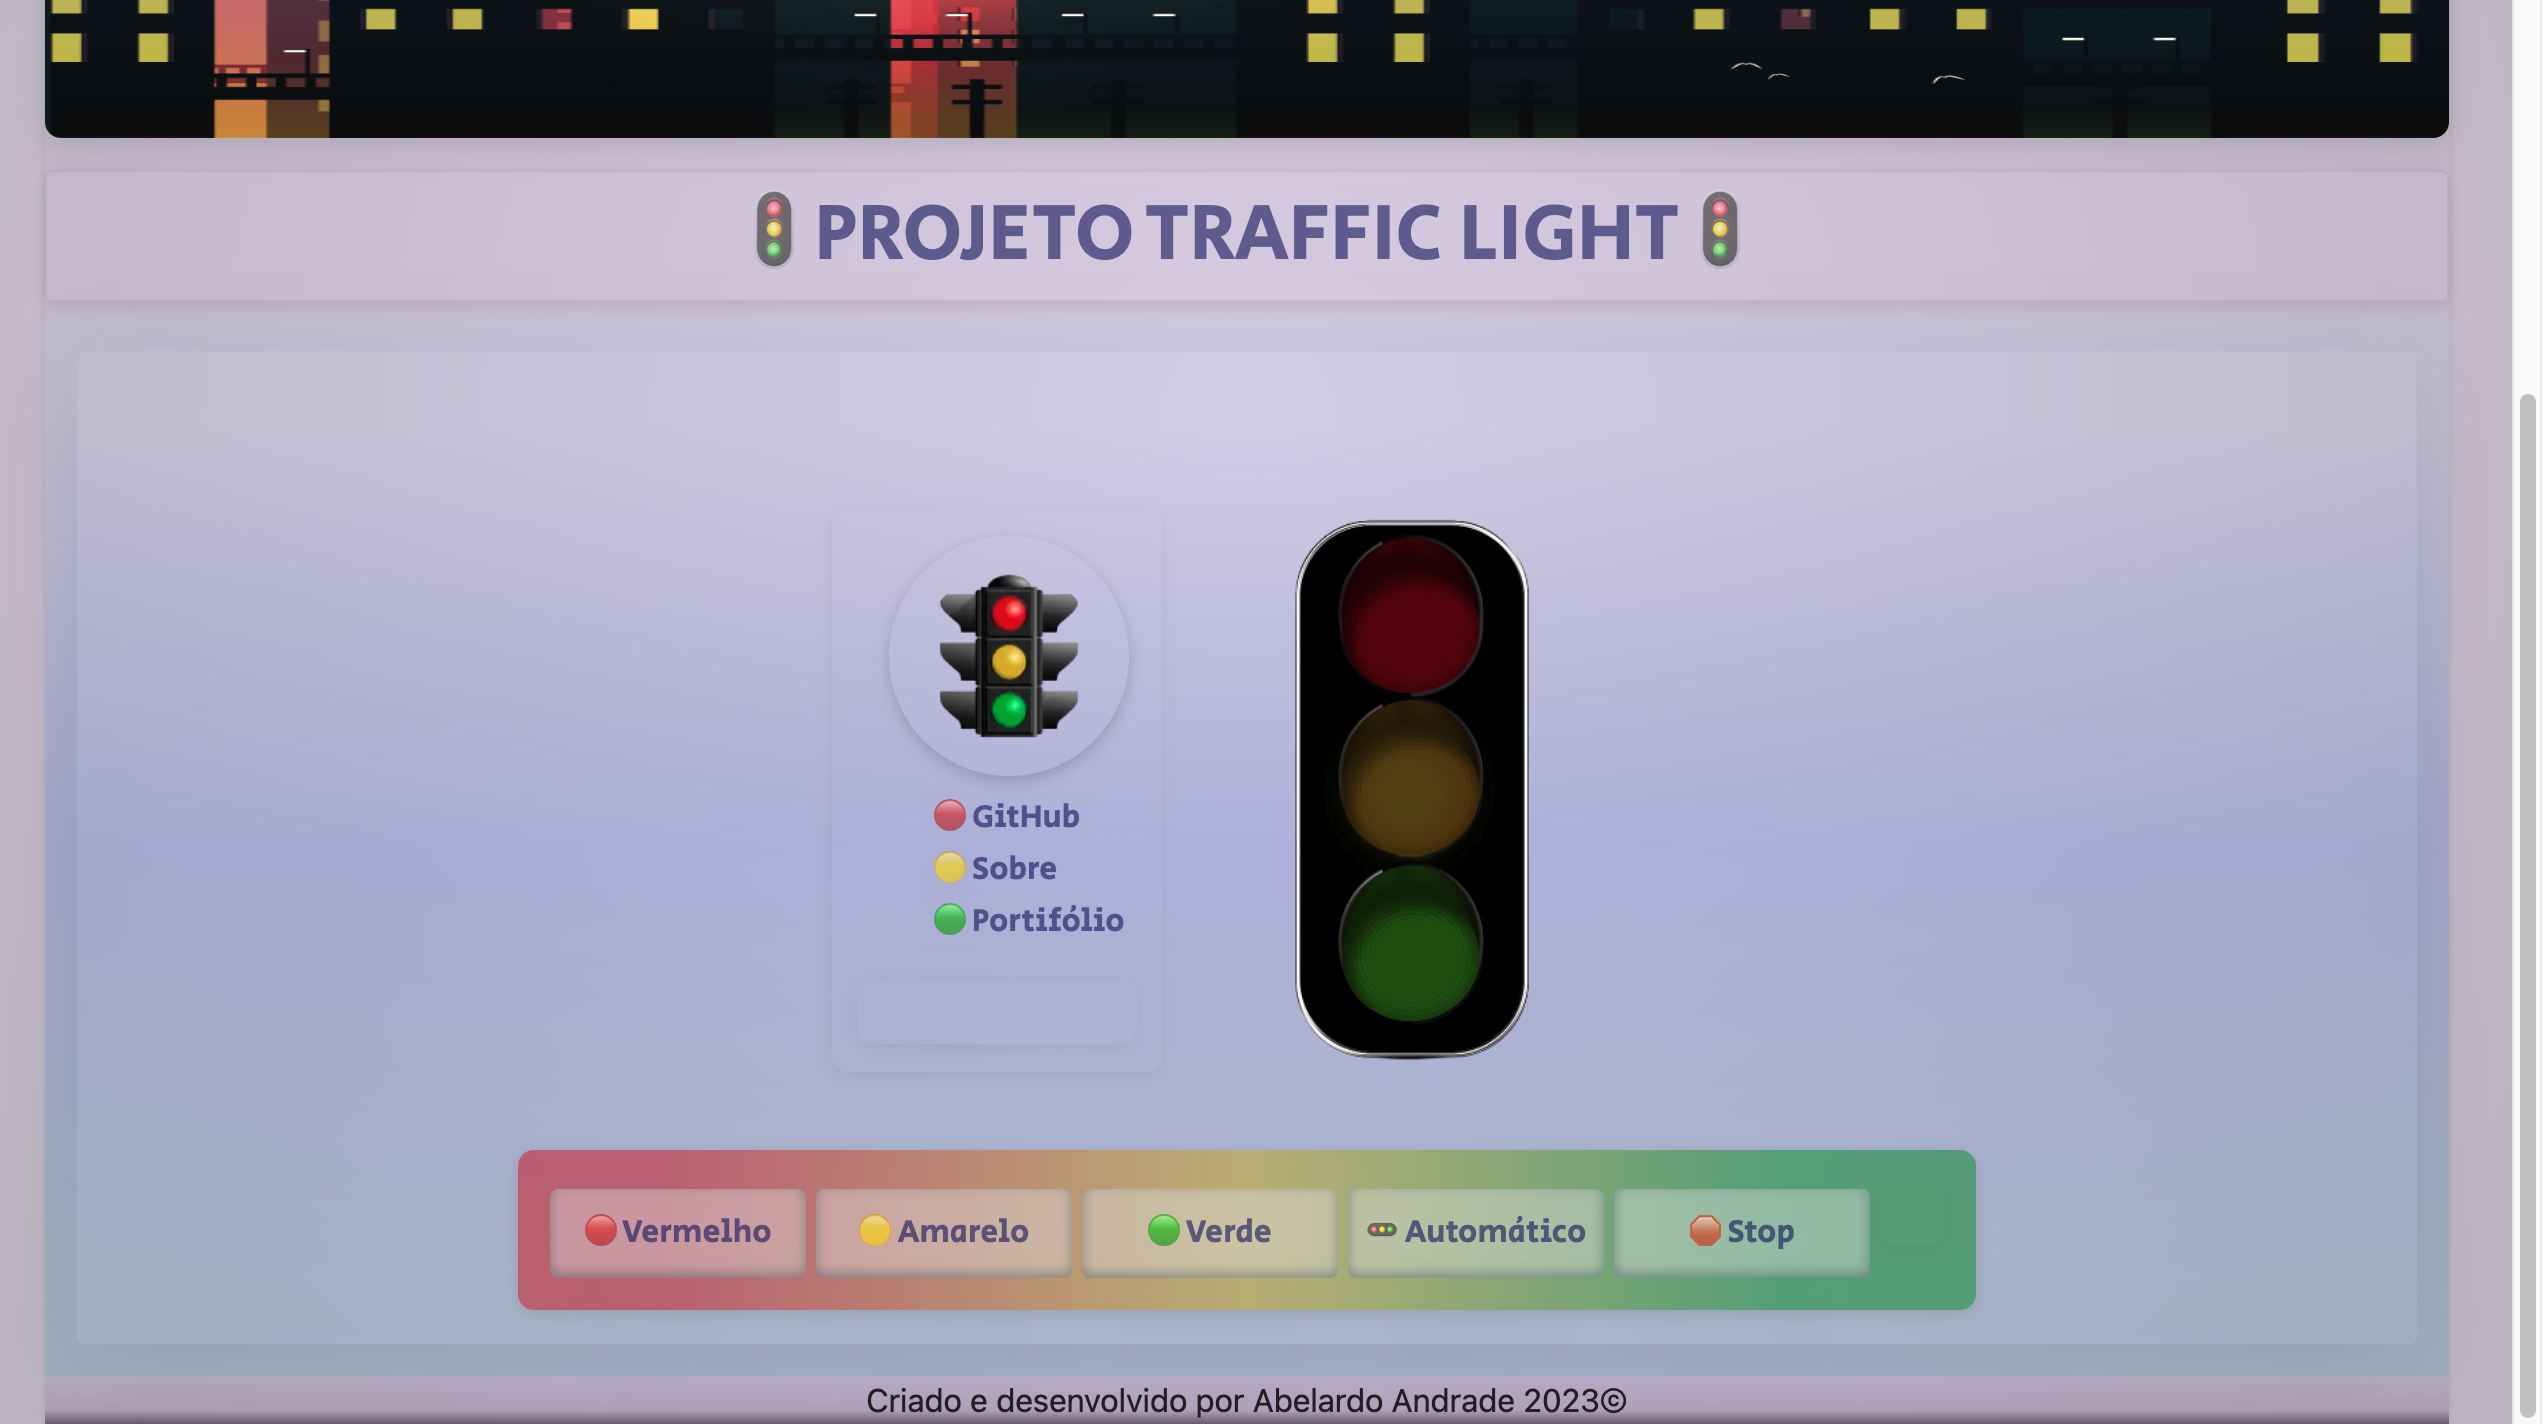 PROJETO TRAFFIC LIGHT
GitHub
Sobre
Portifólio
Vermelho
Amarelo
Verde
Automático
Stop
Criado e desenvolvido por Abelardo Andrade 2023©